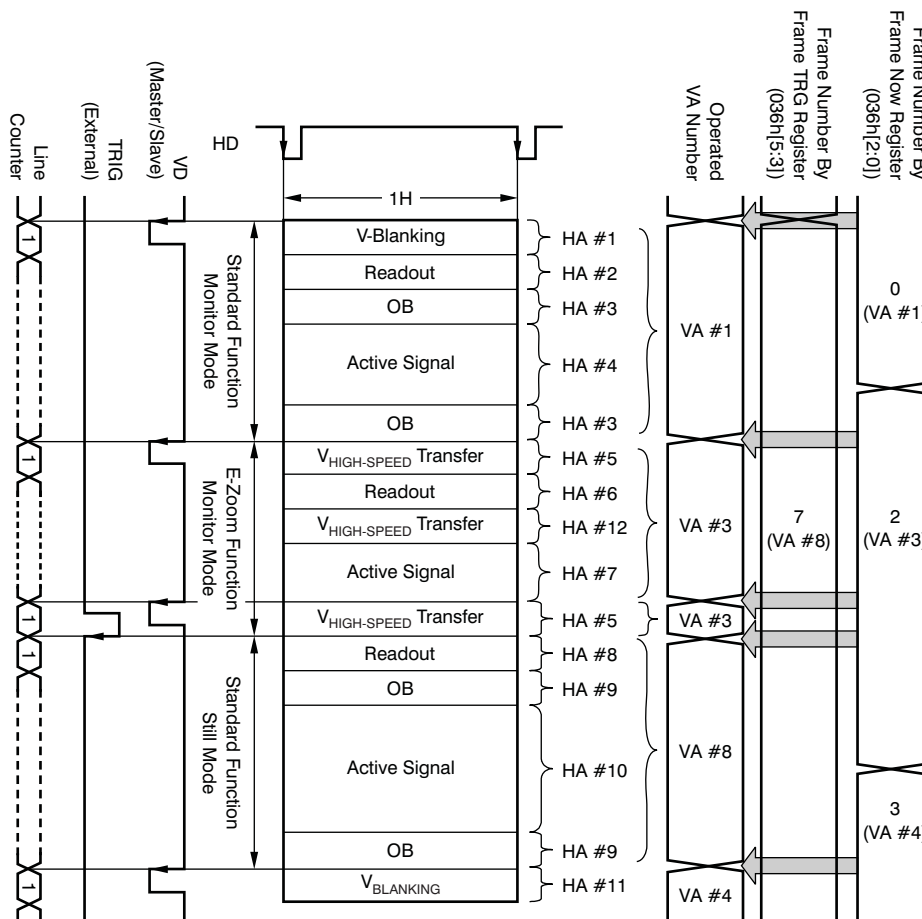 Line
Counter
TRIG
(External)
VD
(Master/Slave)
HD
1H
Operated
VA Number
Frame Number By
Frame TRG Register
(036h[5:3])
Frame Number By
Frame Now Register
(036h[2:0])
1
1
1
1
1
Standard Function
Monitor Mode
E-Zoom Function
Monitor Mode
Standard Function
Still Mode
V-Blanking
HA #1
Readout
HA #2
OB
HA #3
Active Signal
HA #4
OB
HA #3
VHIGH-SPEED Transfer
HA #5
Readout
HA #6
VHIGH-SPEED Transfer
HA #12
Active Signal
HA #7
VHIGH-SPEED Transfer
HA #5
Readout
HA #8
OB
HA #9
Active Signal
HA #10
OB
HA #9
VBLANKING
HA #11
VA #1
VA #3
VA #3
VA #8
VA #4
7
(VA #8)
0
(VA #1)
2
(VA #3)
3
(VA #4)